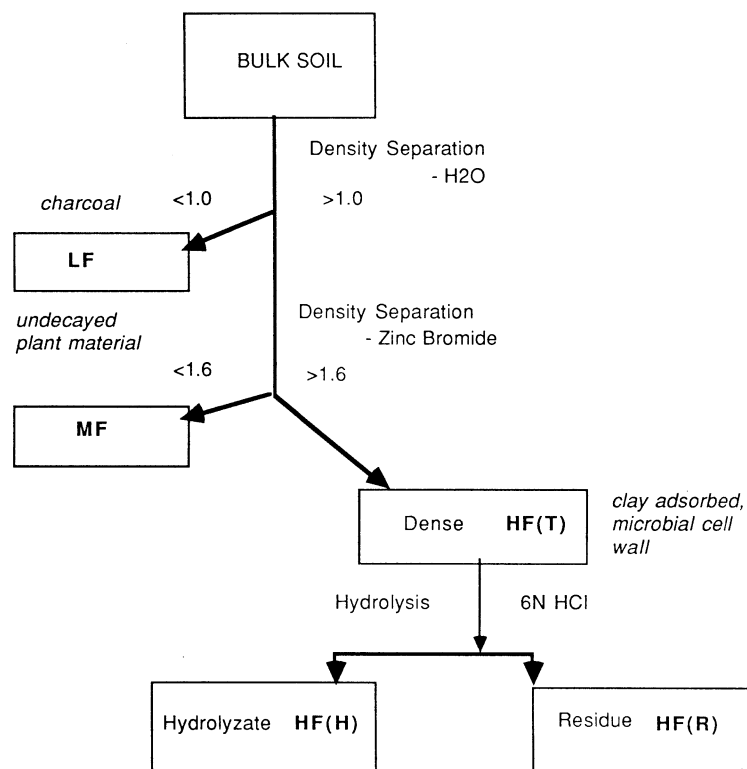 BULK SOIL
Density Separation
- H2O
charcoal
<1.0
>1.0
LF
undecayed
plant material
Density Separation
- Zinc Bromide
<1.6
>1.6
MF
Dense HF(T)
clay adsorbed,
microbial cell
wall
Hydrolysis
6N HCl
Hydrolyzate HF(H)
Residue HF(R)